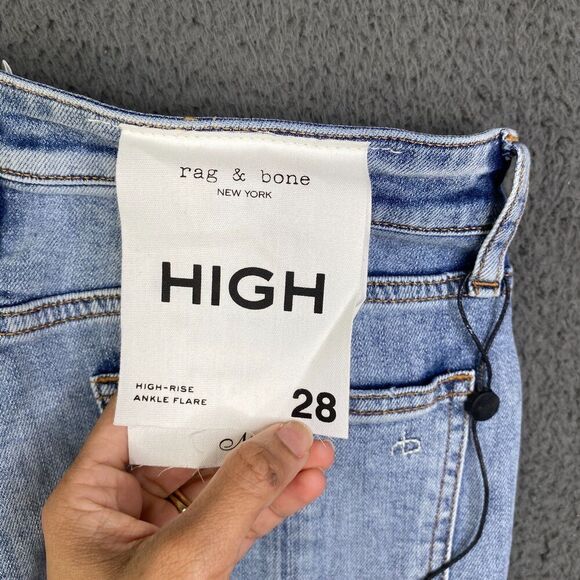 rag & bone
NEW YORK
HIGH
HIGH-RISE
ANKLE FLARE
28